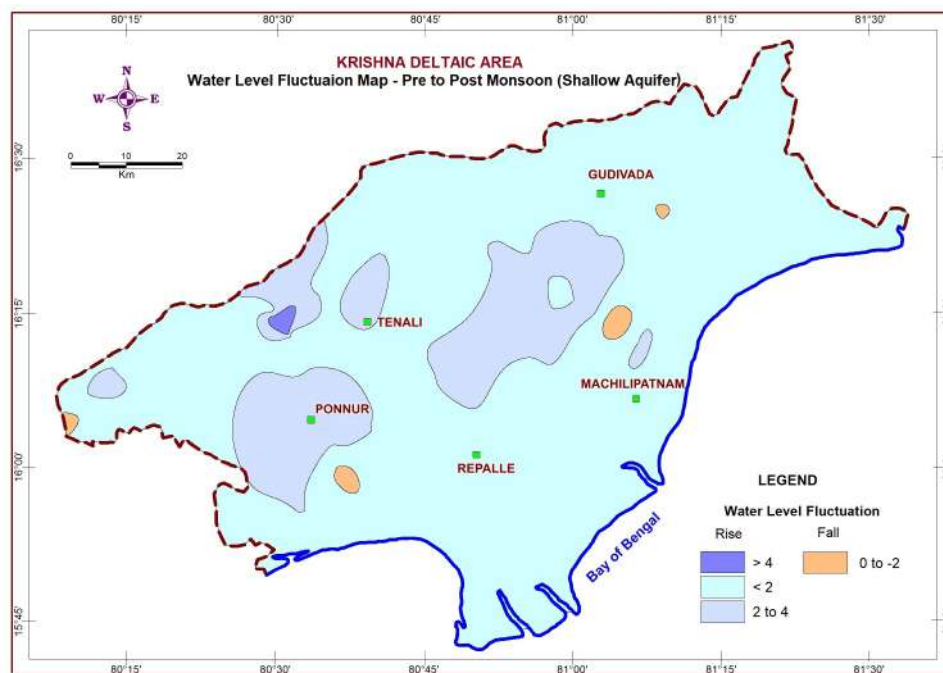 80°15' 80°30' 80°45' 81°00' 81°15' 81°30'
KRISHNA DELTAIC AREA
Water Level Fluctuaion Map - Pre to Post Monsoon (Shallow Aquifer)
N
W E
S
0 10 20
Km
16°30'
GUDIVADA
16°15'
TENALI
MACHILIPATNAM
PONNUR
REPALLE
16°00'
Bay of Bengal
15°45'
LEGEND
Water Level Fluctuation
Rise Fall
> 4 0 to -2
< 2
2 to 4
80°15' 80°30' 80°45' 81°00' 81°15' 81°30'